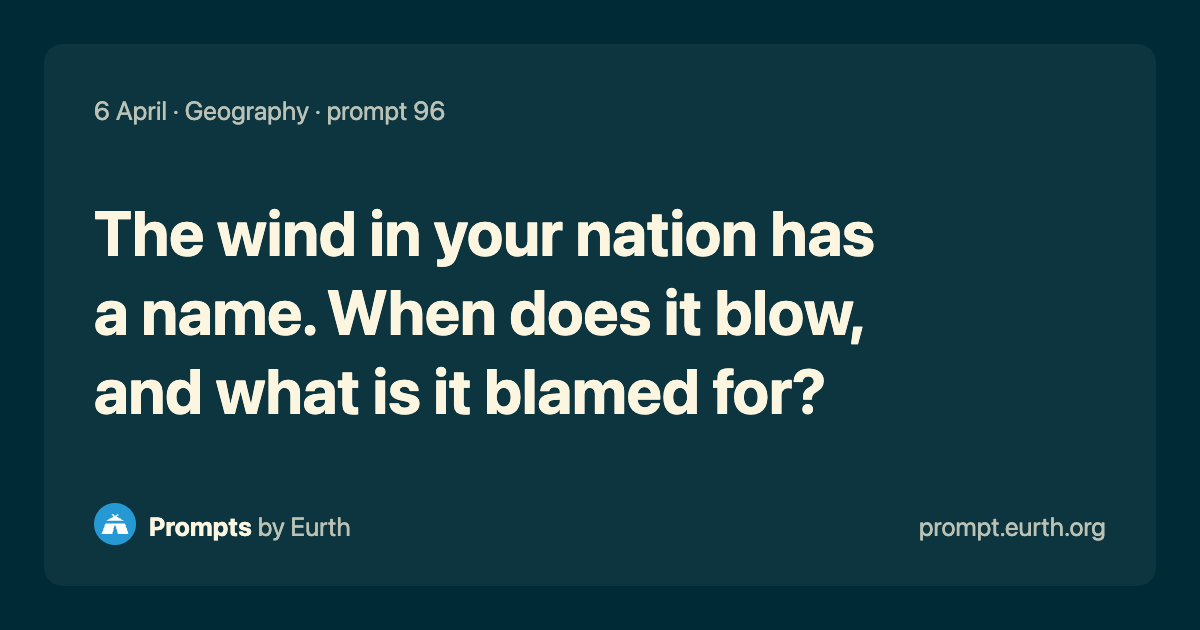 6 April · Geography · prompt 96
The wind in your nation has
a name. When does it blow,
and what is it blamed for?
Prompts by Eurth
prompt.eurth.org